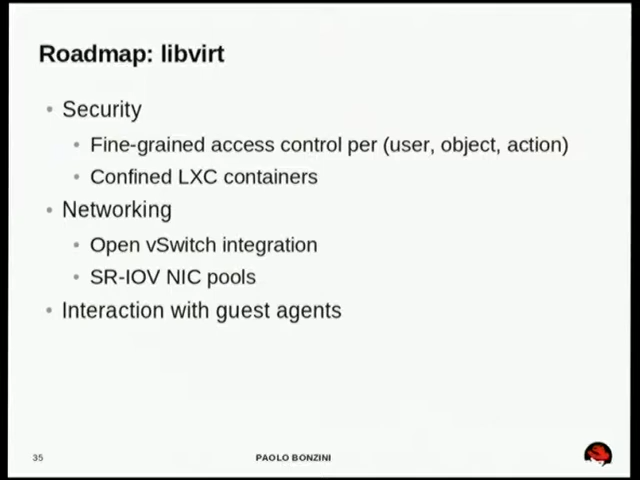 Roadmap: libvirt
• Security
• Fine-grained access control per (user, object, action)
• Confined LXC containers
• Networking
• Open vSwitch integration
• SR-IOV NIC pools
• Interaction with guest agents
35
PAOLO BONZINI